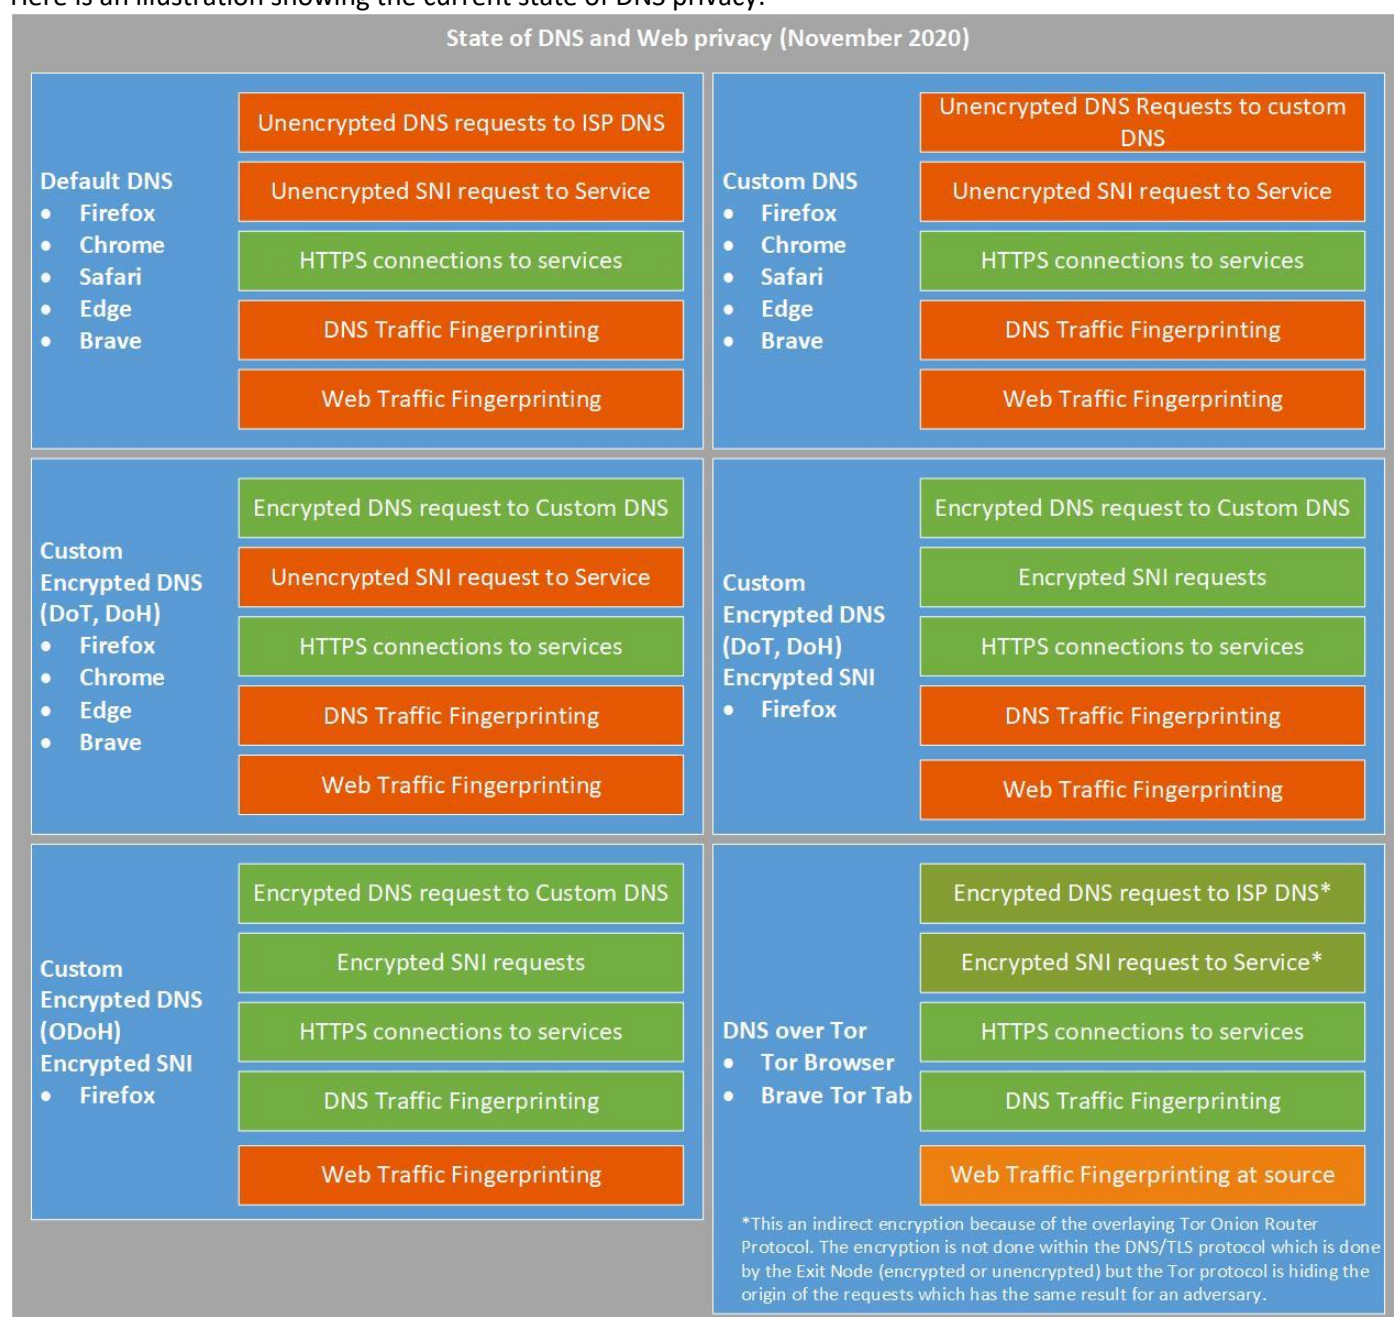 Here is an illustration showing the current state of DNS privacy:
State of DNS and Web privacy (November 2020)
Default DNS
• Firefox
• Chrome
• Safari
• Edge
• Brave
Unencrypted DNS requests to ISP DNS
Unencrypted SNI request to Service
HTTPS connections to services
DNS Traffic Fingerprinting
Web Traffic Fingerprinting
Custom DNS
• Firefox
• Chrome
• Safari
• Edge
• Brave
Unencrypted DNS Requests to custom
DNS
Unencrypted SNI request to Service
HTTPS connections to services
DNS Traffic Fingerprinting
Web Traffic Fingerprinting
Custom
Encrypted DNS
(DoT, DoH)
• Firefox
• Chrome
• Edge
• Brave
Encrypted DNS request to Custom DNS
Unencrypted SNI request to Service
HTTPS connections to services
DNS Traffic Fingerprinting
Web Traffic Fingerprinting
Custom
Encrypted DNS
(DoT, DoH)
Encrypted SNI
• Firefox
Encrypted DNS request to Custom DNS
Encrypted SNI requests
HTTPS connections to services
DNS Traffic Fingerprinting
Web Traffic Fingerprinting
Custom
Encrypted DNS
(ODoH)
Encrypted SNI
• Firefox
Encrypted DNS request to Custom DNS
Encrypted SNI requests
HTTPS connections to services
DNS Traffic Fingerprinting
Web Traffic Fingerprinting
DNS over Tor
• Tor Browser
• Brave Tor Tab
Encrypted DNS request to ISP DNS*
Encrypted SNI request to Service*
HTTPS connections to services
DNS Traffic Fingerprinting
Web Traffic Fingerprinting at source
*This an indirect encryption because of the overlaying Tor Onion Router
Protocol. The encryption is not done within the DNS/TLS protocol which is done
by the Exit Node (encrypted or unencrypted) but the Tor protocol is hiding the
origin of the requests which has the same result for an adversary.